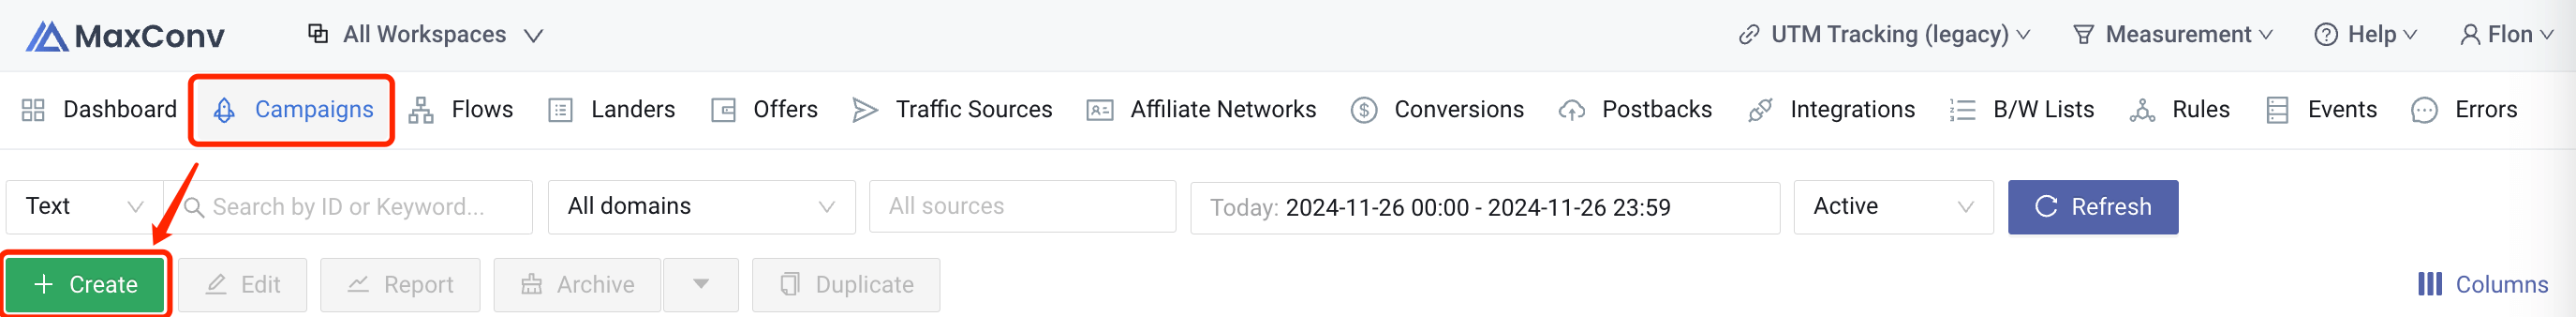 MaxConv All Workspaces UTM Tracking (legacy) Measurement Help Flon
Dashboard Campaigns Flows Landers Offers Traffic Sources Affiliate Networks Conversions Postbacks Integrations B/W Lists Rules Events Errors
Text Search by ID or Keyword... All domains All sources Today: 2024-11-26 00:00 - 2024-11-26 23:59 Active Refresh
+ Create Edit Report Archive Duplicate Columns